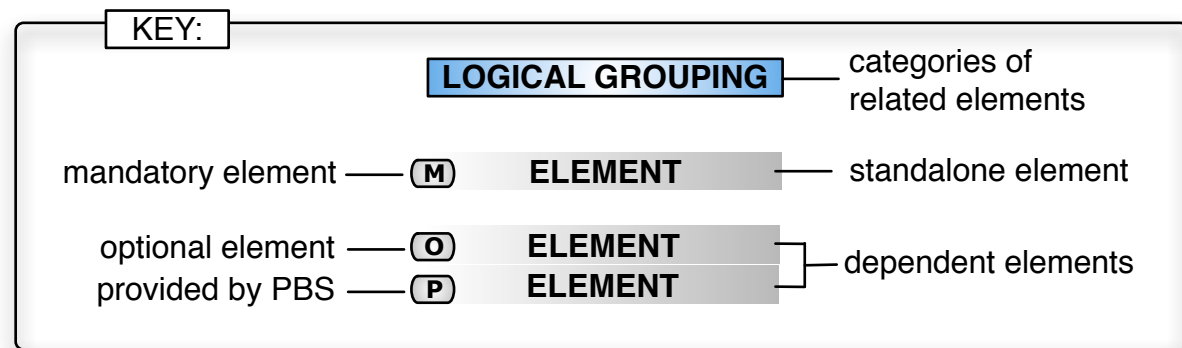 KEY:
LOGICAL GROUPING
categories of
related elements
mandatory element
M
ELEMENT
standalone element
optional element
O
ELEMENT
provided by PBS
P
ELEMENT
dependent elements